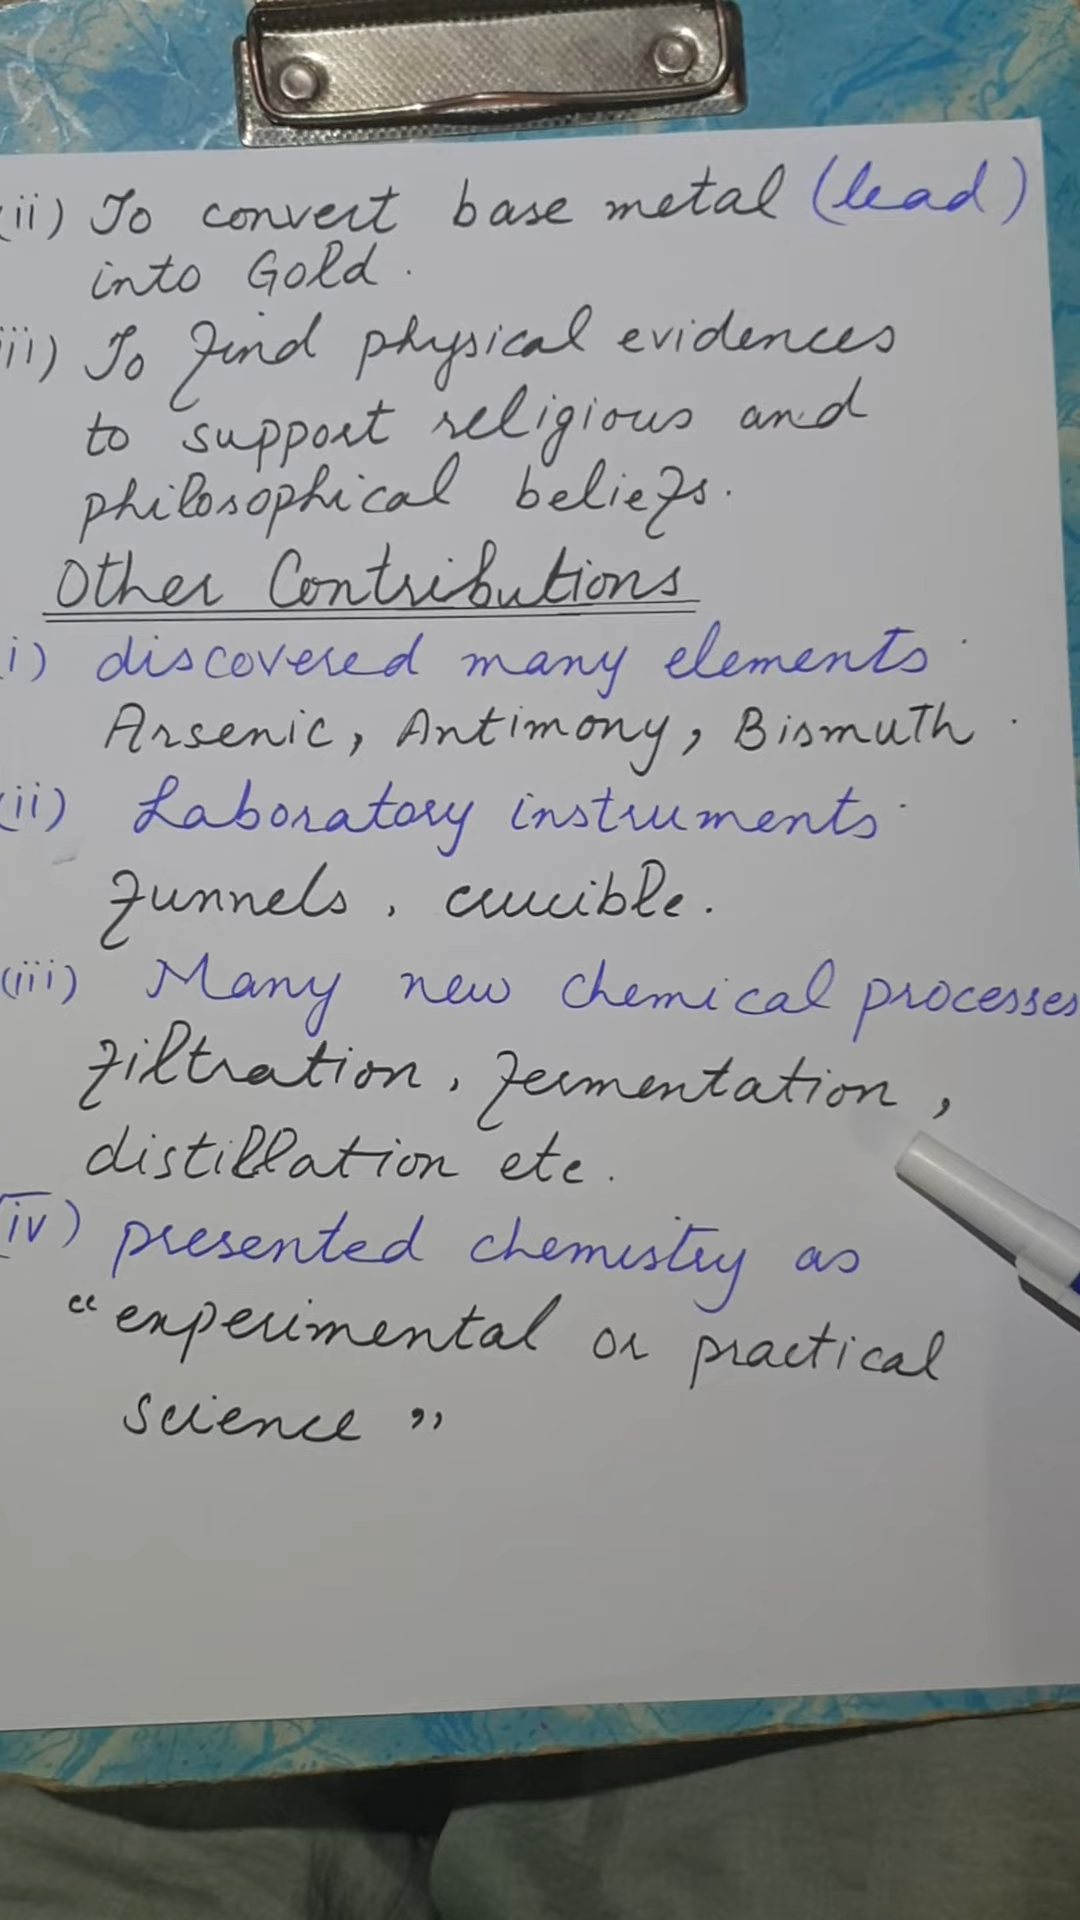 (ii) To convert base metal (lead)
into Gold.
iii) To find physical evidences
to support religious and
philosophical beliefs.
Other Contributions
i) discovered many elements
Arsenic, Antimony, Bismuth.
(ii) Laboratory instruments
funnels, crucible.
(iii) Many new chemical processes
filtration, fermentation,
distillation etc.
(iv) presented chemistry as
"experimental or practical
science"